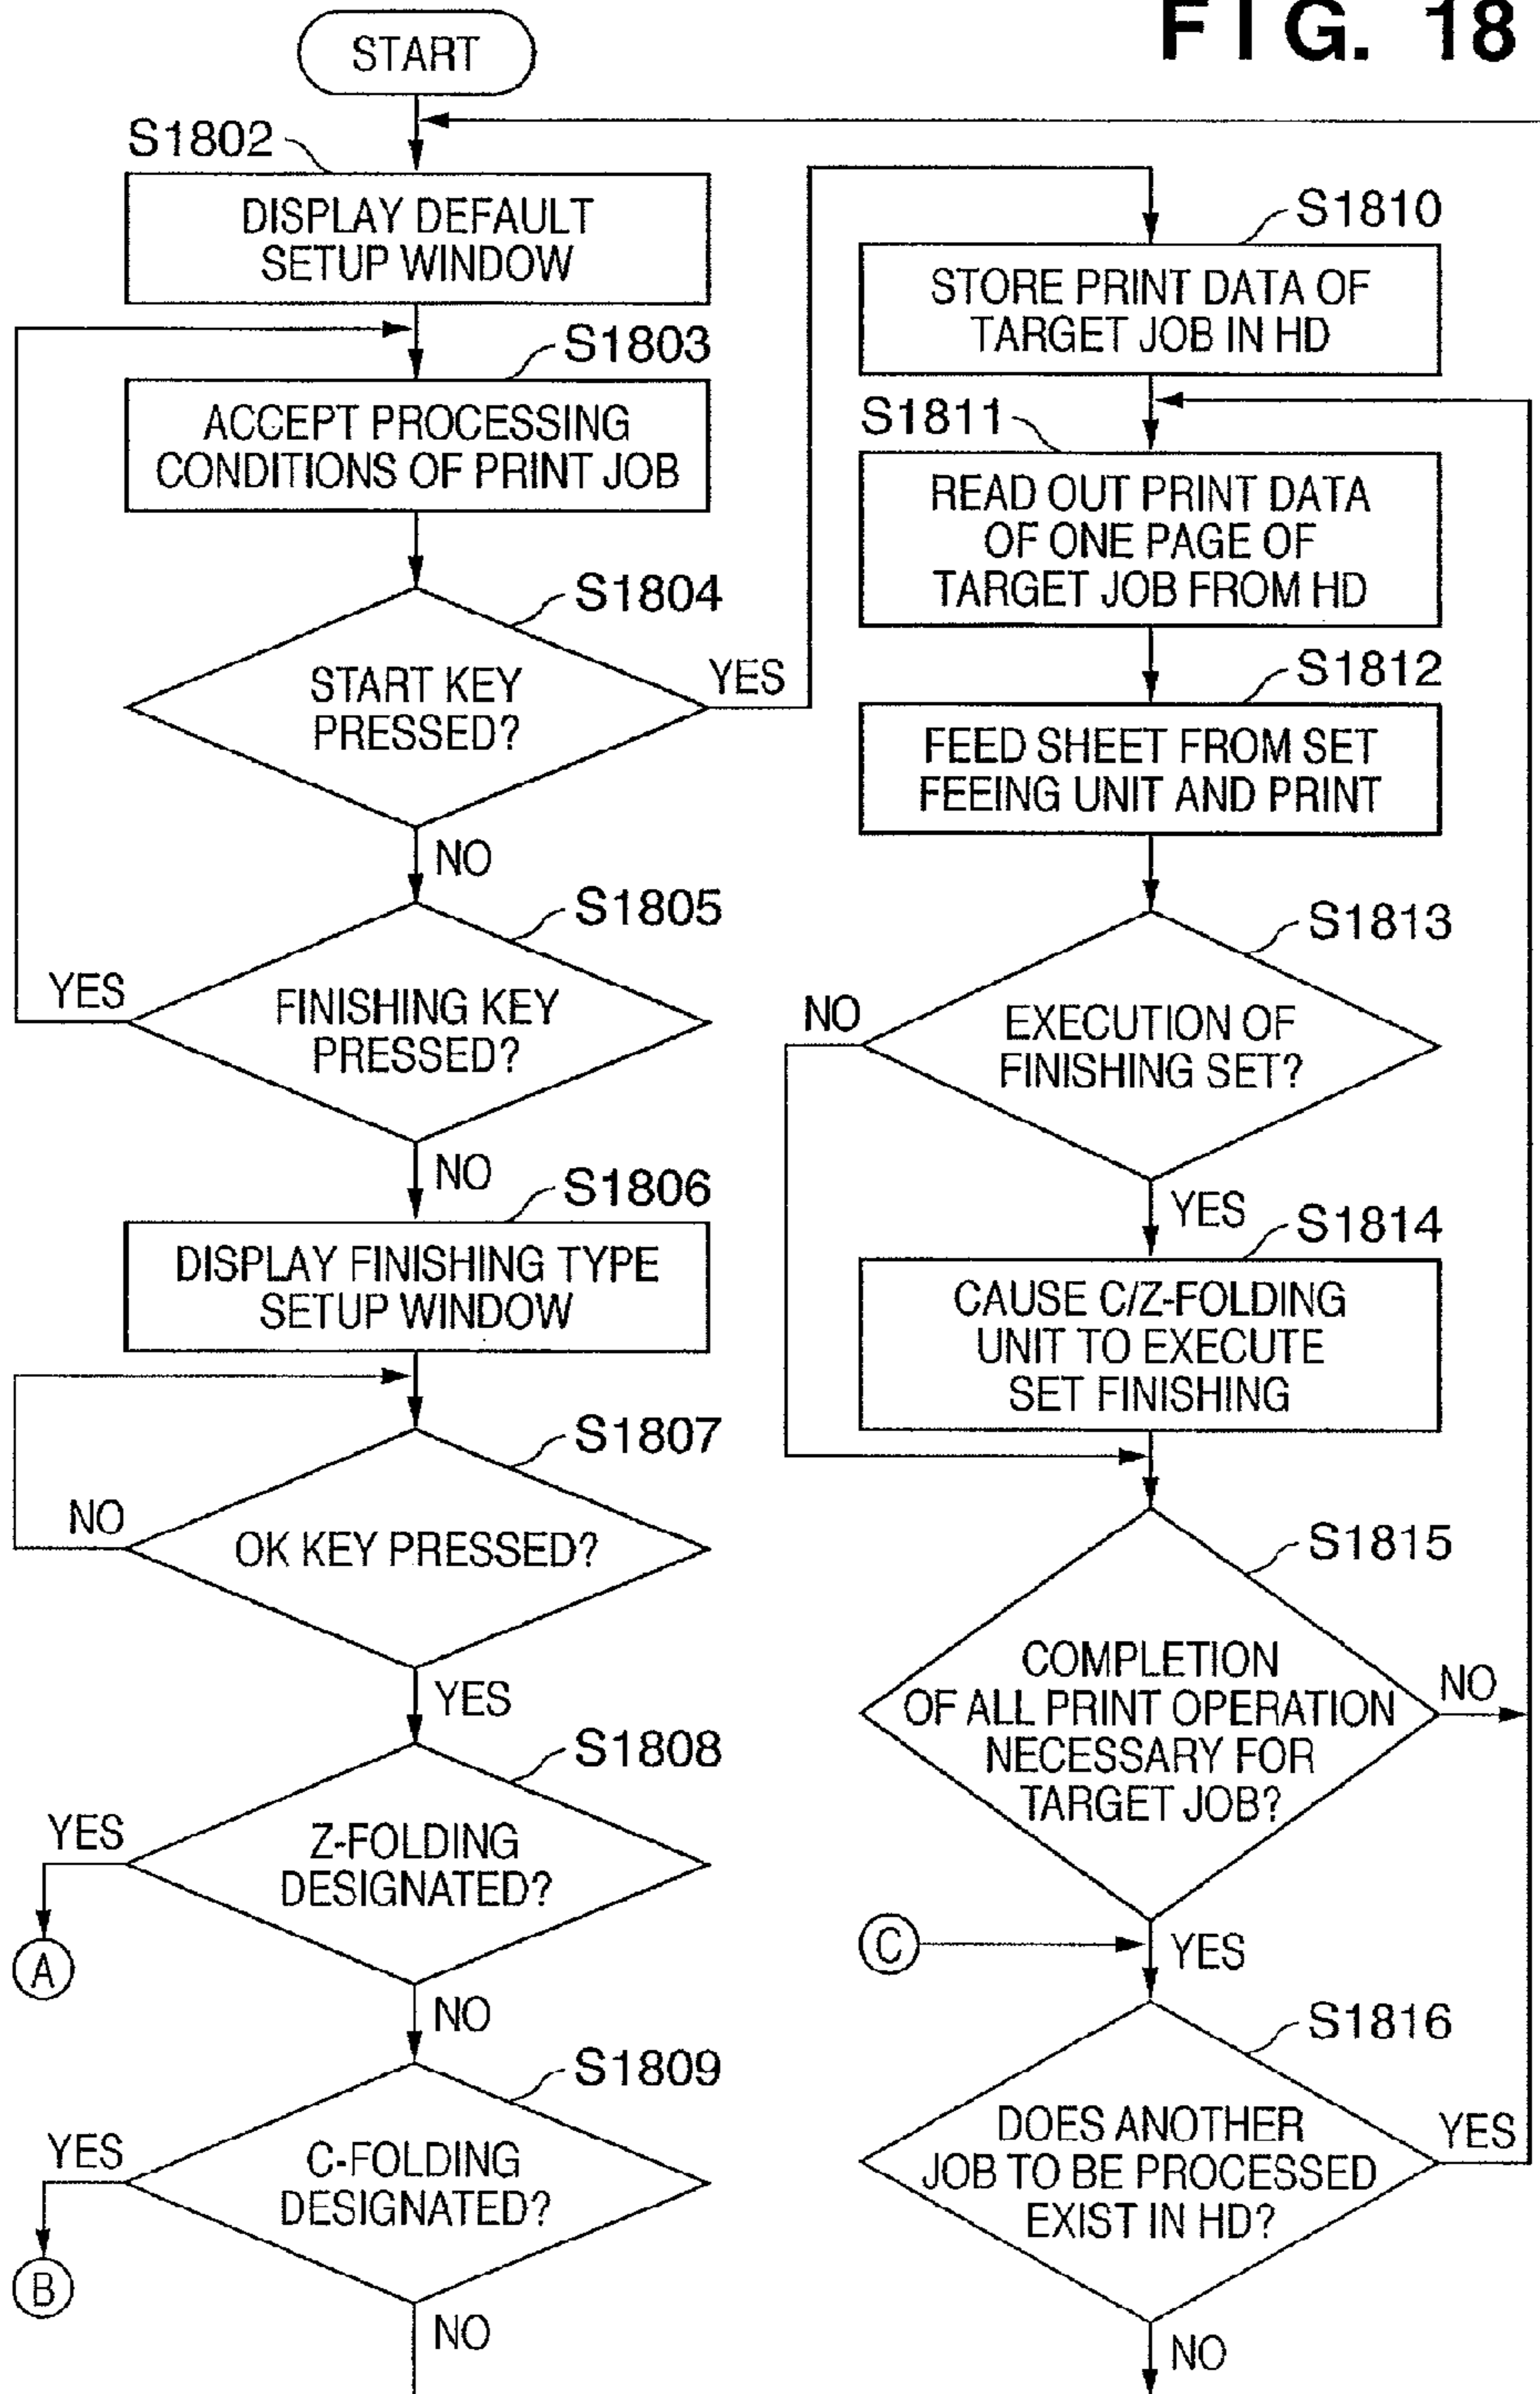 FIG. 18
START
S1802
DISPLAY DEFAULT
SETUP WINDOW
S1803
ACCEPT PROCESSING
CONDITIONS OF PRINT JOB
S1804
START KEY
PRESSED?
YES
NO
S1805
FINISHING KEY
PRESSED?
YES
NO
S1806
DISPLAY FINISHING TYPE
SETUP WINDOW
S1807
OK KEY PRESSED?
NO
YES
S1808
Z-FOLDING
DESIGNATED?
YES
A
NO
S1809
C-FOLDING
DESIGNATED?
YES
B
NO
S1810
STORE PRINT DATA OF
TARGET JOB IN HD
S1811
READ OUT PRINT DATA
OF ONE PAGE OF
TARGET JOB FROM HD
S1812
FEED SHEET FROM SET
FEEING UNIT AND PRINT
S1813
EXECUTION OF
FINISHING SET?
NO
YES
S1814
CAUSE C/Z-FOLDING
UNIT TO EXECUTE
SET FINISHING
S1815
COMPLETION
OF ALL PRINT OPERATION
NECESSARY FOR
TARGET JOB?
NO
C
YES
S1816
DOES ANOTHER
JOB TO BE PROCESSED
EXIST IN HD?
YES
NO